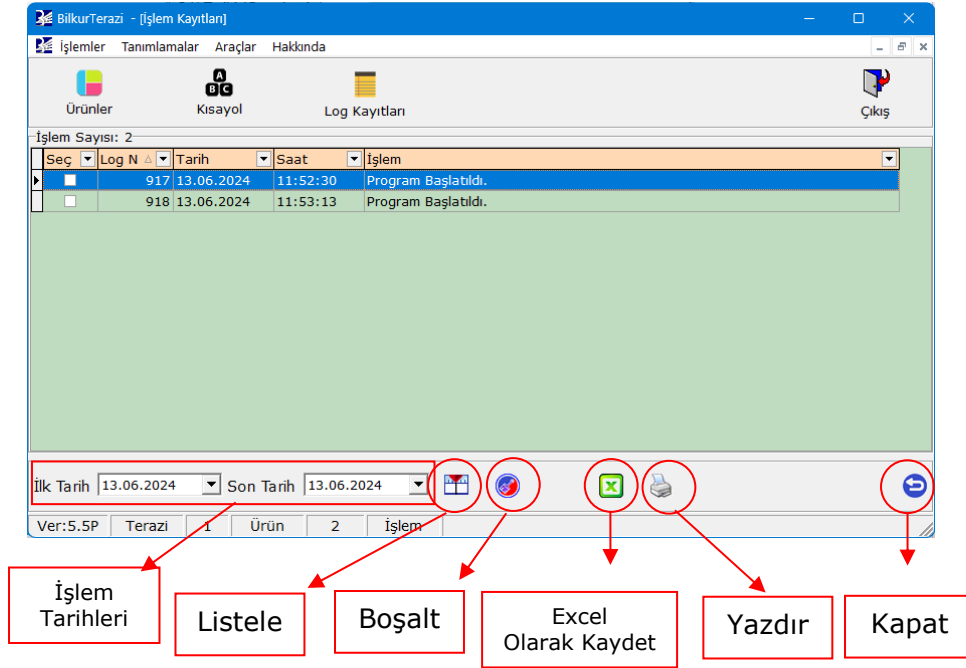 BilkurTerazi - [İşlem Kayıtları]
İşlemler Tanımlamalar Araçlar Hakkında
Ürünler Kısayol Log Kayıtları Çıkış
İşlem Sayısı: 2
Seç Log N Tarih Saat İşlem
917 13.06.2024 11:52:30 Program Başlatıldı.
918 13.06.2024 11:53:13 Program Başlatıldı.
İlk Tarih 13.06.2024 Son Tarih 13.06.2024
Ver:5.5P Terazi 1 Ürün 2 İşlem
İşlem
Tarihleri
Listele
Boşalt
Excel
Olarak Kaydet
Yazdır
Kapat